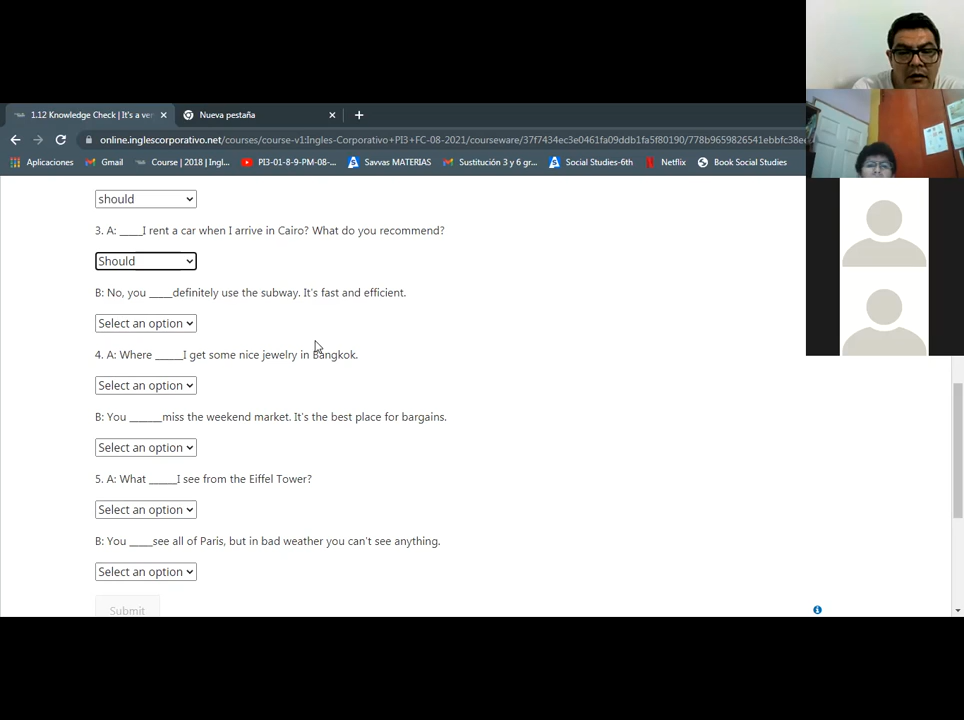 1.12 Knowledge Check | It's a ver
Nueva pestaña
online.inglescorporativo.net/courses/course-v1:Ingles-Corporativo+PI3+FC-08-2021/courseware/37f7434ec3e0461fa09ddb1fa5f80190/778b9659826541ebbfc38e
Aplicaciones
Gmail
Course | 2018 | Ingl...
PI3-01-8-9-PM-08-...
Savvas MATERIAS
Sustitución 3 y 6 gr...
Social Studies-6th
Netflix
Book Social Studies
should
3. A: _____I rent a car when I arrive in Cairo? What do you recommend?
Should
B: No, you _____definitely use the subway. It's fast and efficient.
Select an option
4. A: Where ______I get some nice jewelry in Bangkok.
Select an option
B: You _______miss the weekend market. It's the best place for bargains.
Select an option
5. A: What ______I see from the Eiffel Tower?
Select an option
B: You _____see all of Paris, but in bad weather you can't see anything.
Select an option
Submit